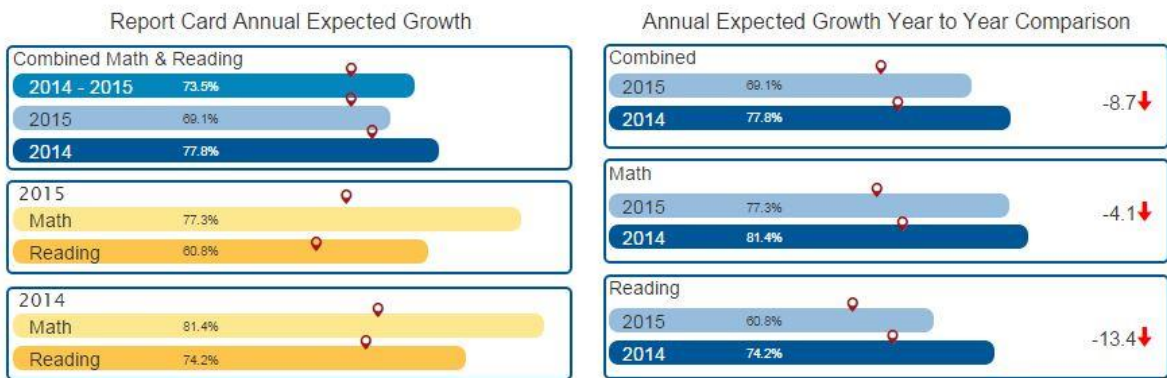 Report Card Annual Expected Growth
Combined Math & Reading
2014 - 2015 73.5%
2015 69.1%
2014 77.8%
2015
Math 77.3%
Reading 60.8%
2014
Math 81.4%
Reading 74.2%
Annual Expected Growth Year to Year Comparison
Combined
2015 69.1%
2014 77.8%
-8.7
Math
2015 77.3%
2014 81.4%
-4.1
Reading
2015 60.8%
2014 74.2%
-13.4